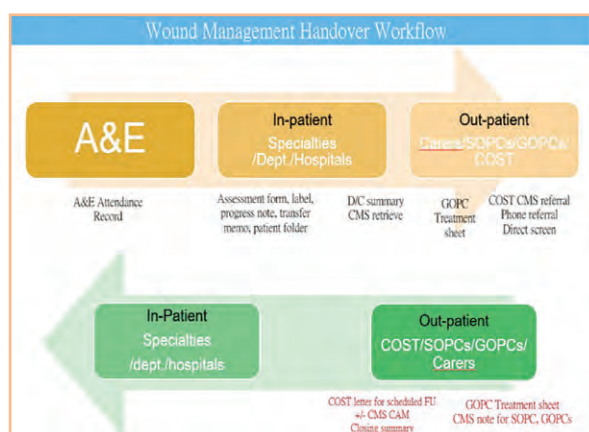 Wound Management Handover Workflow
A&E
In-patient
Specialties
/Dept./Hospitals
Out-patient
Carers/SOPCs/GOPCs/
COST
A&E Attendance
Record
Assessment form, label,
progress note, transfer
memo, patient folder
D/C summary
CMS retrieve
GOPC
Treatment
sheet
COST CMS referral
Phone referral
Direct screen
In-Patient
Specialties
/dept./hospitals
Out-patient
COST/SOPCs/GOPCs/
Carers
COST letter for scheduled FU
+/- CMS CAM
Closing summary
GOPC Treatment sheet
CMS note for SOPC, GOPCs